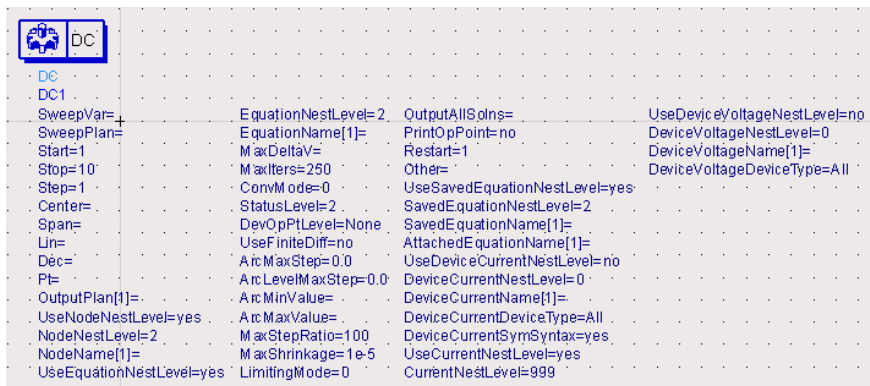 DC
DC
DC1
SweepVar=
SweepPlan=
Start=1
Stop=10
Step=1
Center=
Span=
Lin=
Dec=
Pt=
OutputPlan[1]=
UseNodeNestLevel=yes
NodeNestLevel=2
NodeName[1]=
UseEquationNestLevel=yes
EquationNestLevel=2
EquationName[1]=
MaxDeltaV=
MaxIters=250
ConvMode=0
StatusLevel=2
DevOpPtLevel=None
UseFiniteDiff=no
ArcMaxStep=0.0
ArcLevelMaxStep=0.0
ArcMinValue=
ArcMaxValue=
MaxStepRatio=100
MaxShrinkage=1e-5
LimitingMode=0
OutputAllSolns=
PrintOpPoint=no
Restart=1
Other=
UseSavedEquationNestLevel=yes
SavedEquationNestLevel=2
SavedEquationName[1]=
AttachedEquationName[1]=
UseDeviceCurrentNestLevel=no
DeviceCurrentNestLevel=0
DeviceCurrentName[1]=
DeviceCurrentDeviceType=All
DeviceCurrentSymSyntax=yes
UseCurrentNestLevel=yes
CurrentNestLevel=999
UseDeviceVoltageNestLevel=no
DeviceVoltageNestLevel=0
DeviceVoltageName[1]=
DeviceVoltageDeviceType=All